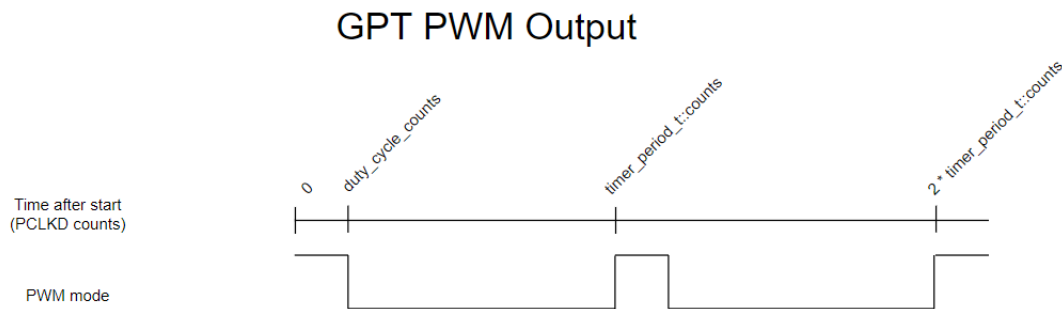 GPT PWM Output
0
duty_cycle_counts
timer_period_t::counts
2 * timer_period_t::counts
Time after start
(PCLKD counts)
PWM mode